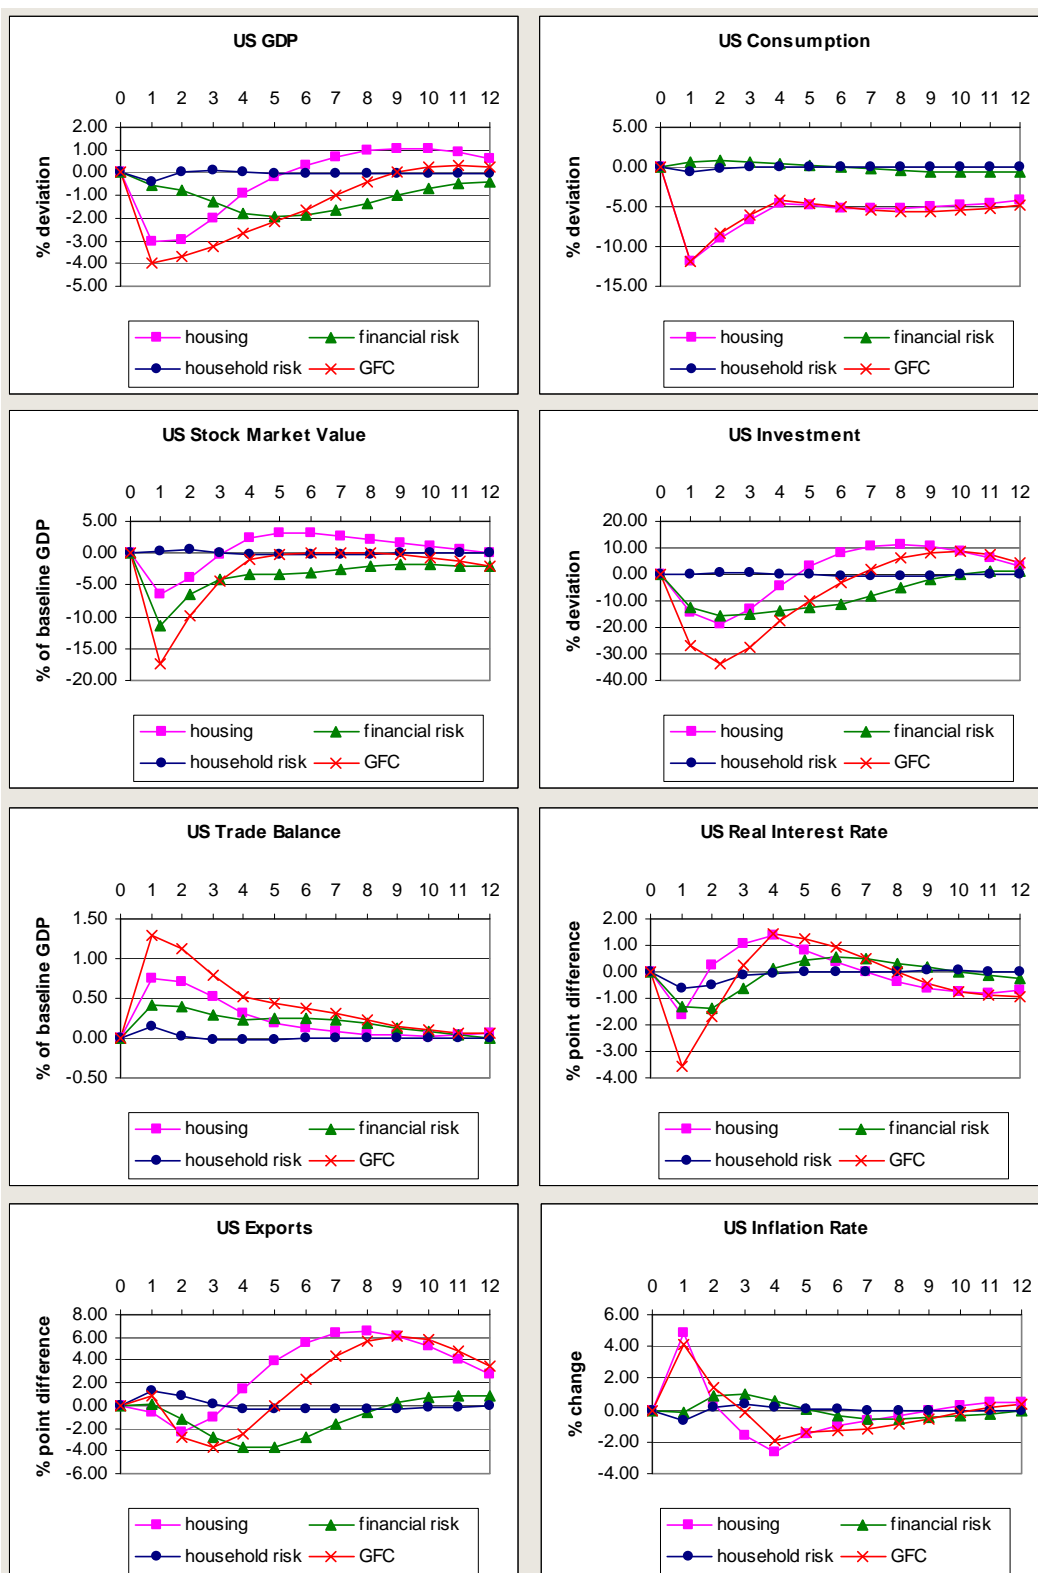 US GDP
0 1 2 3 4 5 6 7 8 9 10 11 12
2.00
1.00
0.00
-1.00
-2.00
-3.00
-4.00
-5.00
% deviation
housing financial risk
household risk GFC
US Consumption
0 1 2 3 4 5 6 7 8 9 10 11 12
5.00
0.00
-5.00
-10.00
-15.00
% deviation
housing financial risk
household risk GFC
US Stock Market Value
0 1 2 3 4 5 6 7 8 9 10 11 12
5.00
0.00
-5.00
-10.00
-15.00
-20.00
% of baseline GDP
housing financial risk
household risk GFC
US Investment
0 1 2 3 4 5 6 7 8 9 10 11 12
20.00
10.00
0.00
-10.00
-20.00
-30.00
-40.00
% deviation
housing financial risk
household risk GFC
US Trade Balance
0 1 2 3 4 5 6 7 8 9 10 11 12
1.50
1.00
0.50
0.00
-0.50
% of baseline GDP
housing financial risk
household risk GFC
US Real Interest Rate
0 1 2 3 4 5 6 7 8 9 10 11 12
2.00
1.00
0.00
-1.00
-2.00
-3.00
-4.00
% point difference
housing financial risk
household risk GFC
US Exports
0 1 2 3 4 5 6 7 8 9 10 11 12
8.00
6.00
4.00
2.00
0.00
-2.00
-4.00
-6.00
% point difference
housing financial risk
household risk GFC
US Inflation Rate
0 1 2 3 4 5 6 7 8 9 10 11 12
6.00
4.00
2.00
0.00
-2.00
-4.00
% change
housing financial risk
household risk GFC